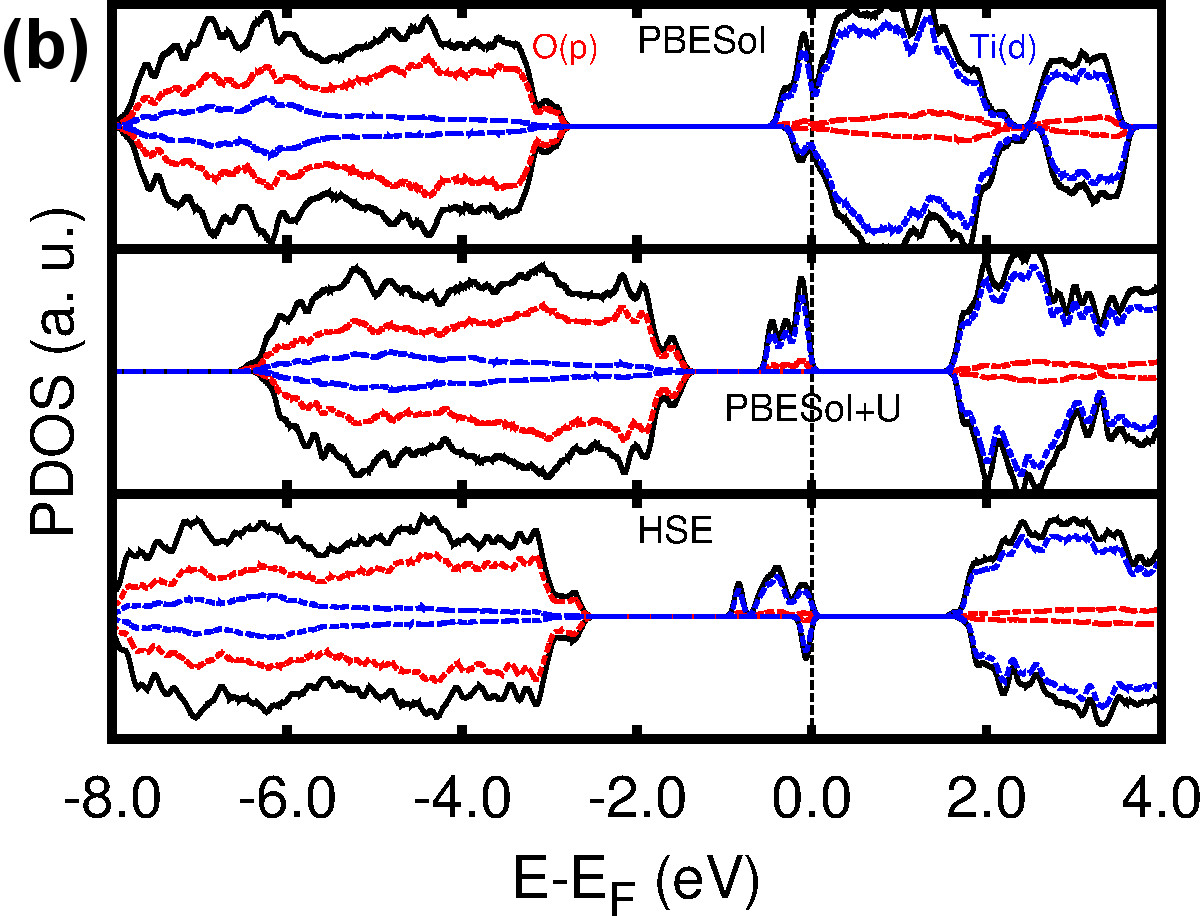 (b)
O(p)
PBESol
Ti(d)
PBESol+U
HSE
PDOS (a. u.)
-8.0 -6.0 -4.0 -2.0 0.0 2.0 4.0
E-E_F (eV)